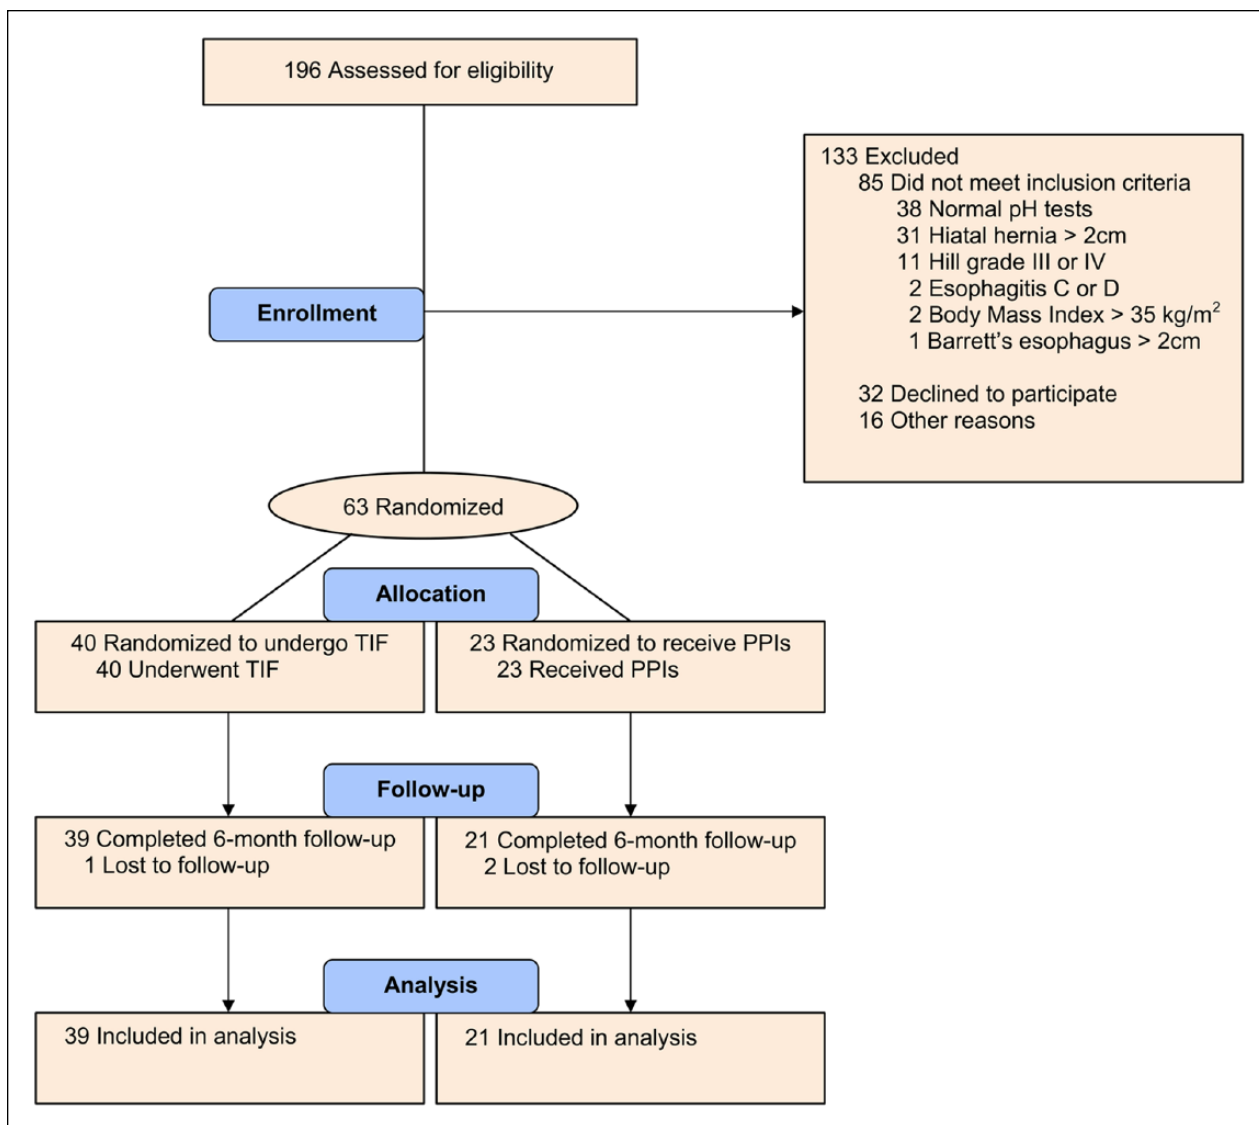 196 Assessed for eligibility
133 Excluded
85 Did not meet inclusion criteria
38 Normal pH tests
31 Hiatal hernia > 2cm
11 Hill grade III or IV
2 Esophagitis C or D
2 Body Mass Index > 35 kg/m²
1 Barrett's esophagus > 2cm
32 Declined to participate
16 Other reasons
Enrollment
63 Randomized
Allocation
40 Randomized to undergo TIF
40 Underwent TIF
23 Randomized to receive PPIs
23 Received PPIs
Follow-up
39 Completed 6-month follow-up
1 Lost to follow-up
21 Completed 6-month follow-up
2 Lost to follow-up
Analysis
39 Included in analysis
21 Included in analysis